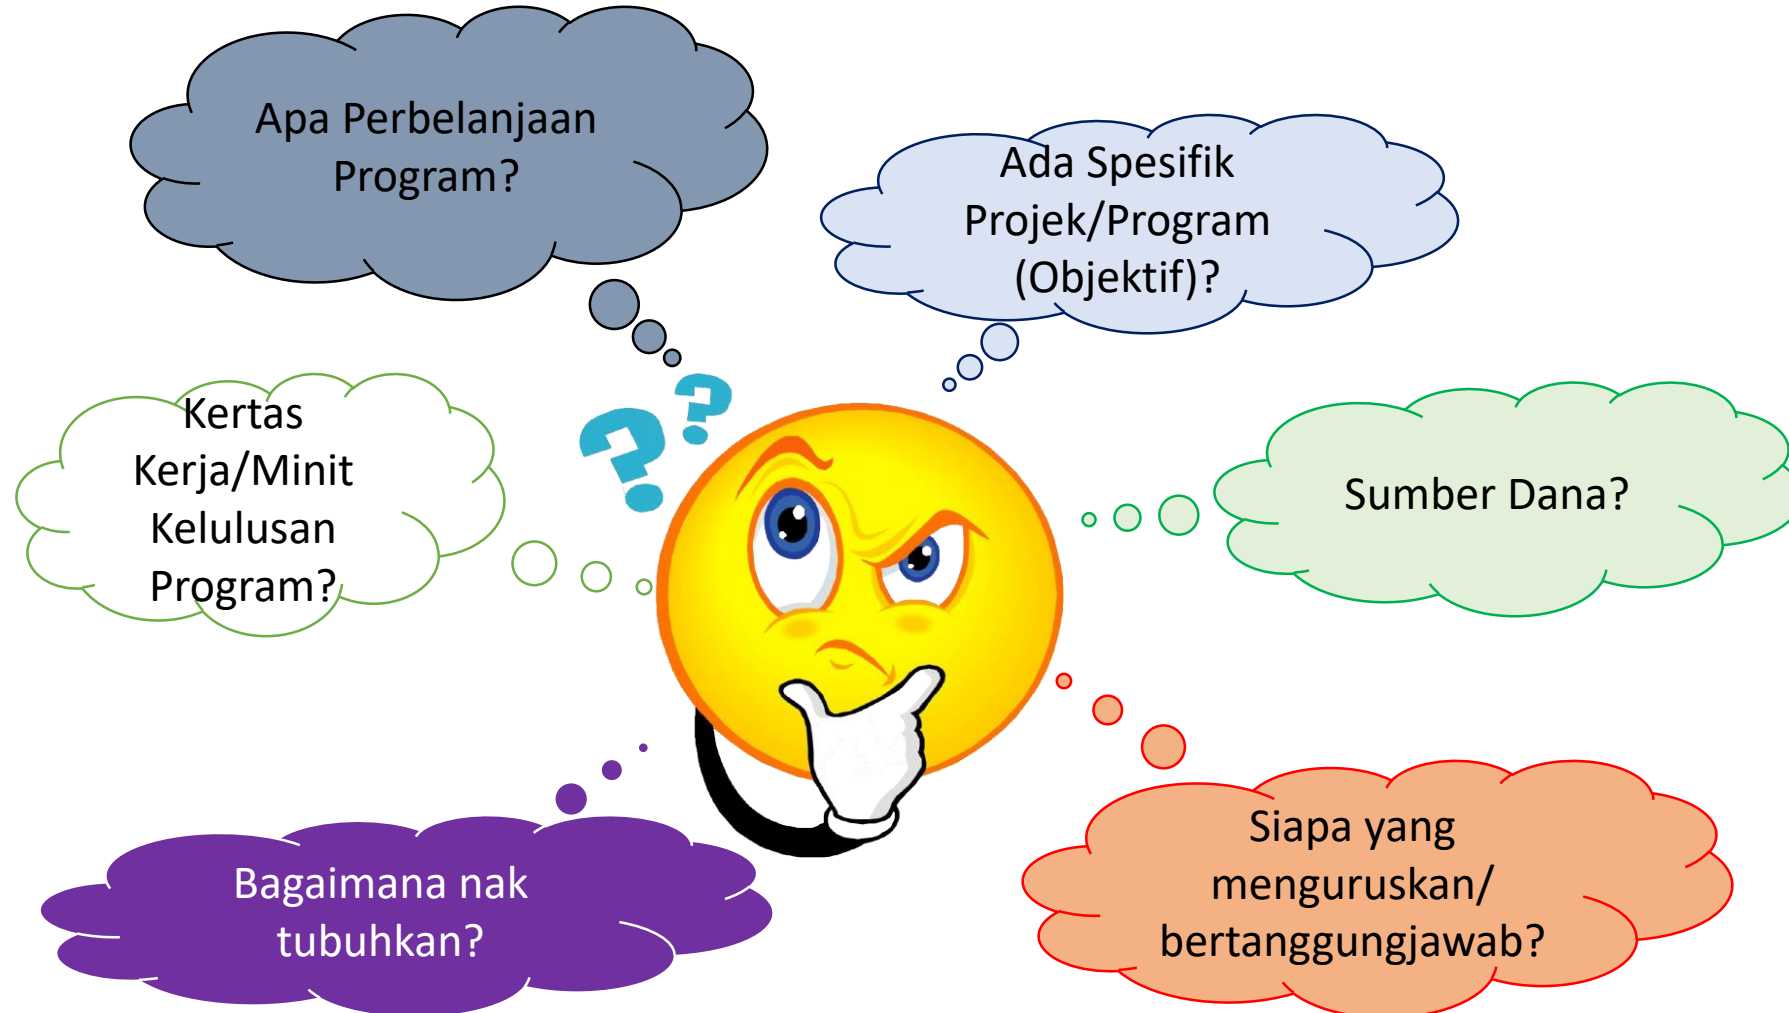 Apa Perbelanjaan
Program?
Ada Spesifik
Projek/Program
(Objektif)?
Kertas
Kerja/Minit
Kelulusan
Program?
Sumber Dana?
Bagaimana nak
tubuhkan?
Siapa yang
menguruskan/
bertanggungjawab?